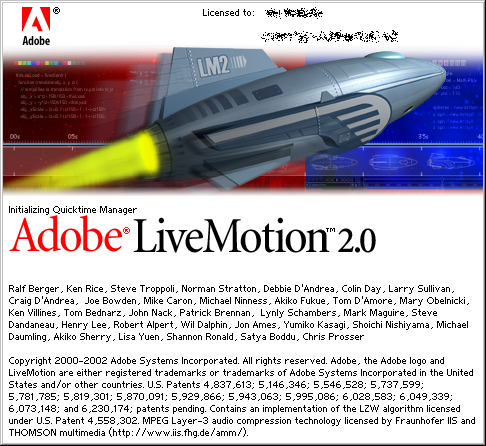 Adobe®
Licensed to:
LM2
00s
05s
35s
Initializing Quicktime Manager
Adobe® LiveMotion™ 2.0
Ralf Berger, Ken Rice, Steve Troppoli, Norman Stratton, Debbie D'Andrea, Colin Day, Larry Sullivan,
Craig D'Andrea, Joe Bowden, Mike Caron, Michael Ninness, Akiko Fukue, Tom D'Amore, Mary Obelnicki,
Ken Villines, Tom Bednarz, John Nack, Patrick Brennan, Lynly Schambers, Mark Maguire, Steve
Dandaneau, Henry Lee, Robert Alpert, Wil Dalphin, Jon Ames, Yumiko Kasagi, Shoichi Nishiyama, Michael
Daumling, Akiko Sherry, Lisa Yuen, Shannon Ronald, Satya Boddu, Chris Prosser
Copyright 2000-2002 Adobe Systems Incorporated. All rights reserved. Adobe, the Adobe logo and
LiveMotion are either registered trademarks or trademarks of Adobe Systems Incorporated in the
United States and/or other countries. U.S. Patents 4,837,613; 5,146,346; 5,546,528; 5,737,599;
5,781,785; 5,819,301; 5,870,091; 5,929,866; 5,943,063; 5,995,086; 6,028,583; 6,049,339;
6,073,148; and 6,230,174; patents pending. Contains an implementation of the LZW algorithm licensed
under U.S. Patent 4,558,302. MPEG Layer-3 audio compression technology licensed by Fraunhofer IIS and
THOMSON multimedia (http://www.iis.fhg.de/amm/).